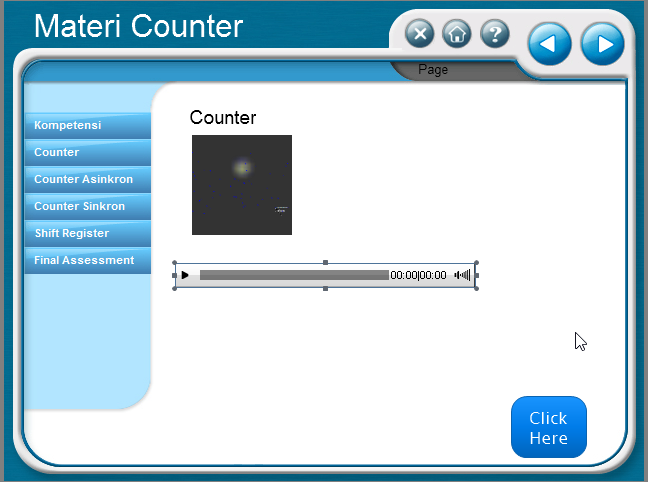 Materi Counter
Page
Kompetensi
Counter
Counter Asinkron
Counter Sinkron
Shift Register
Final Assessment
Counter
00:00|00:00
Click
Here